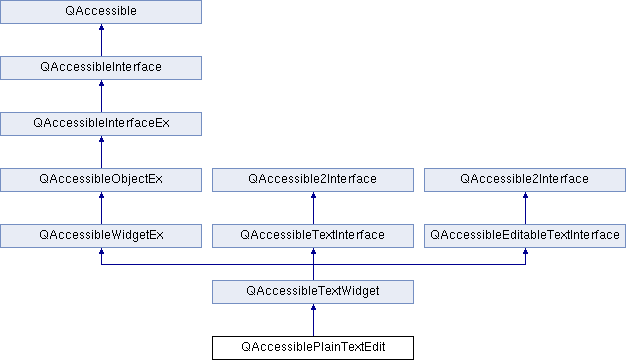 QAccessible
QAccessibleInterface
QAccessibleInterfaceEx
QAccessibleObjectEx
QAccessible2Interface
QAccessible2Interface
QAccessibleWidgetEx
QAccessibleTextInterface
QAccessibleEditableTextInterface
QAccessibleTextWidget
QAccessiblePlainTextEdit